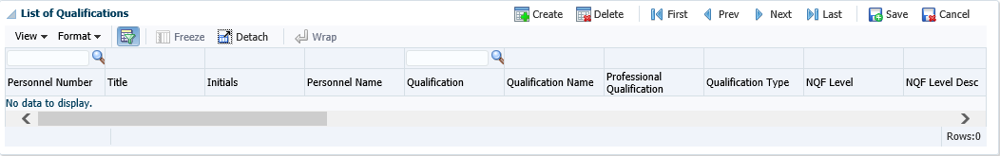 List of Qualifications Create Delete First Prev Next Last Save Cancel
View Format Freeze Detach Wrap
Personnel Number Title Initials Personnel Name Qualification Qualification Name Professional Qualification Qualification Type NQF Level NQF Level Desc
No data to display.
Rows:0